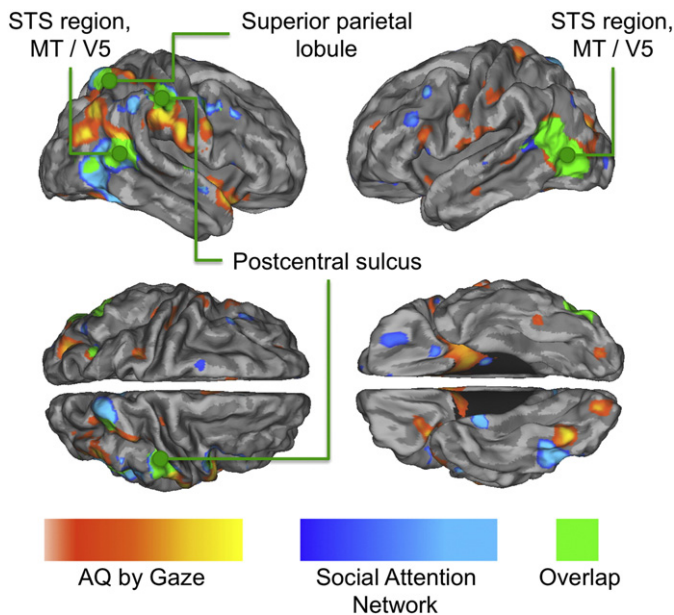 STS region,
MT / V5
Superior parietal
lobule
STS region,
MT / V5
Postcentral sulcus
AQ by Gaze
Social Attention
Network
Overlap